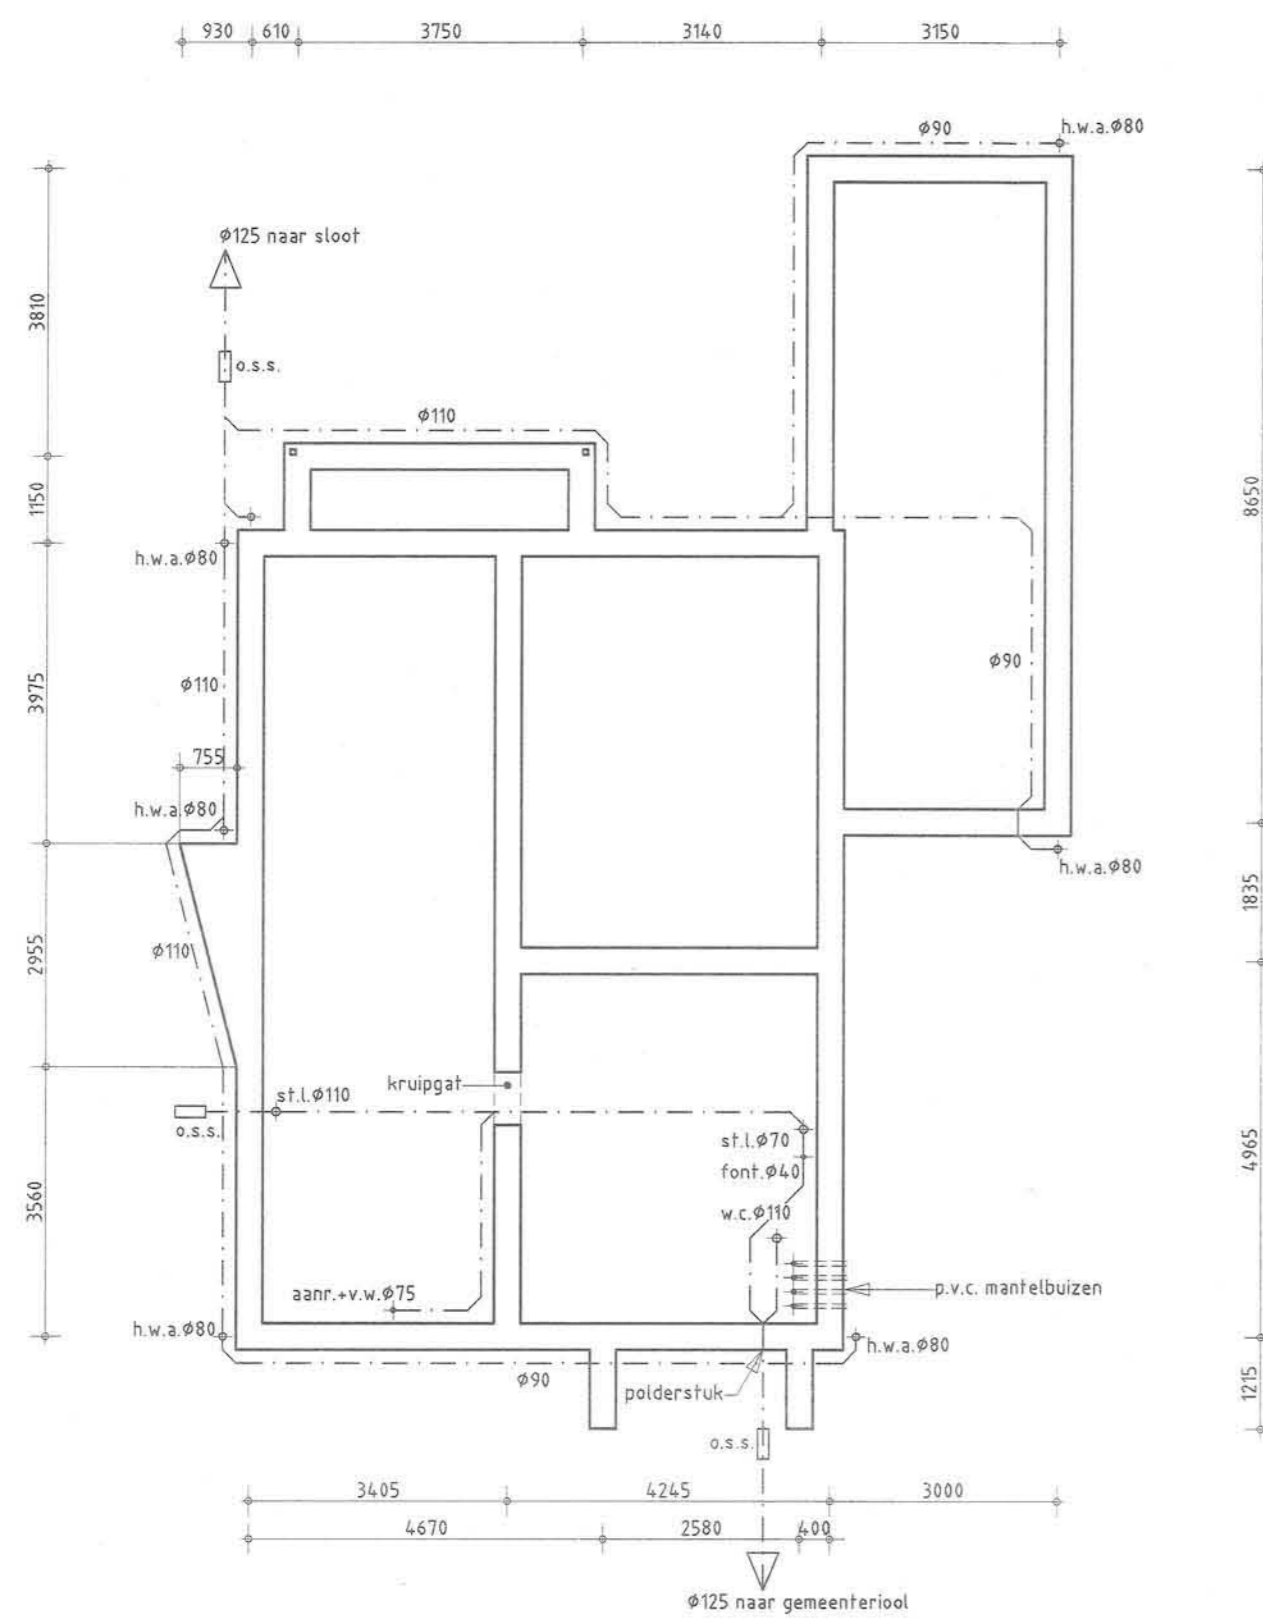 930 610 3750 3140 3150
Ø90 h.w.a.Ø80
Ø125 naar sloot
3810
o.s.s.
Ø110
1150
8650
h.w.a.Ø80
Ø90
3975
Ø110
755
h.w.a.Ø80
h.w.a.Ø80
1835
2955
Ø110
kruipgat
st.l.Ø110
o.s.s.
st.l.Ø70
font.Ø40
4965
3560
w.c.Ø110
aanr.+v.w.Ø75
p.v.c. mantelbuizen
h.w.a.Ø80
h.w.a.Ø80
Ø90
polderstuk
1215
o.s.s.
3405 4245 3000
4670 2580 400
Ø125 naar gemeenteriool